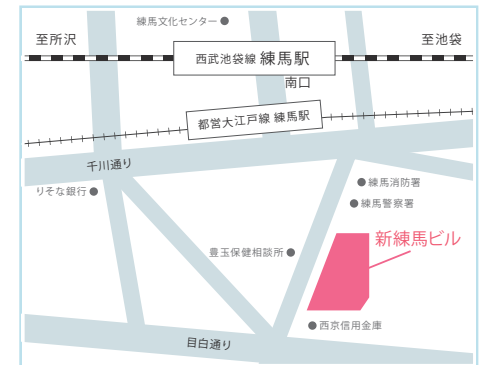 練馬文化センター
至所沢
至池袋
西武池袋線 練馬駅
南口
都営大江戸線 練馬駅
千川通り
りそな銀行
練馬消防署
練馬警察署
新練馬ビル
豊玉保健相談所
西京信用金庫
目白通り